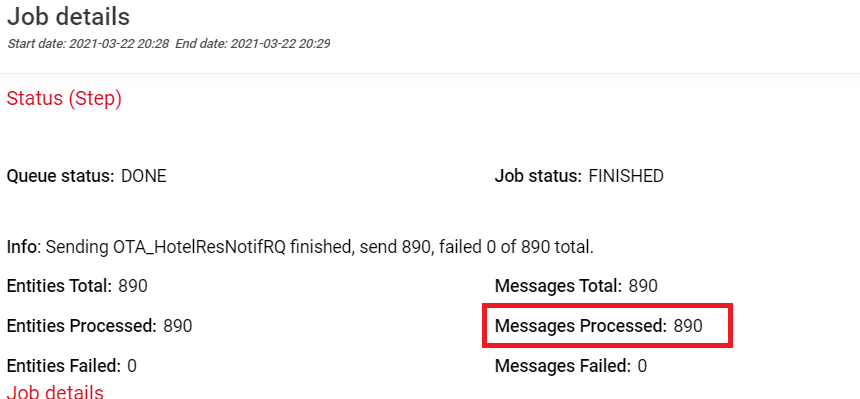 Job details
Start date: 2021-03-22 20:28 End date: 2021-03-22 20:29
Status (Step)
Queue status: DONE
Job status: FINISHED
Info: Sending OTA_HotelResNotifRQ finished, send 890, failed 0 of 890 total.
Entities Total: 890
Messages Total: 890
Entities Processed: 890
Messages Processed: 890
Entities Failed: 0
Messages Failed: 0
Job details